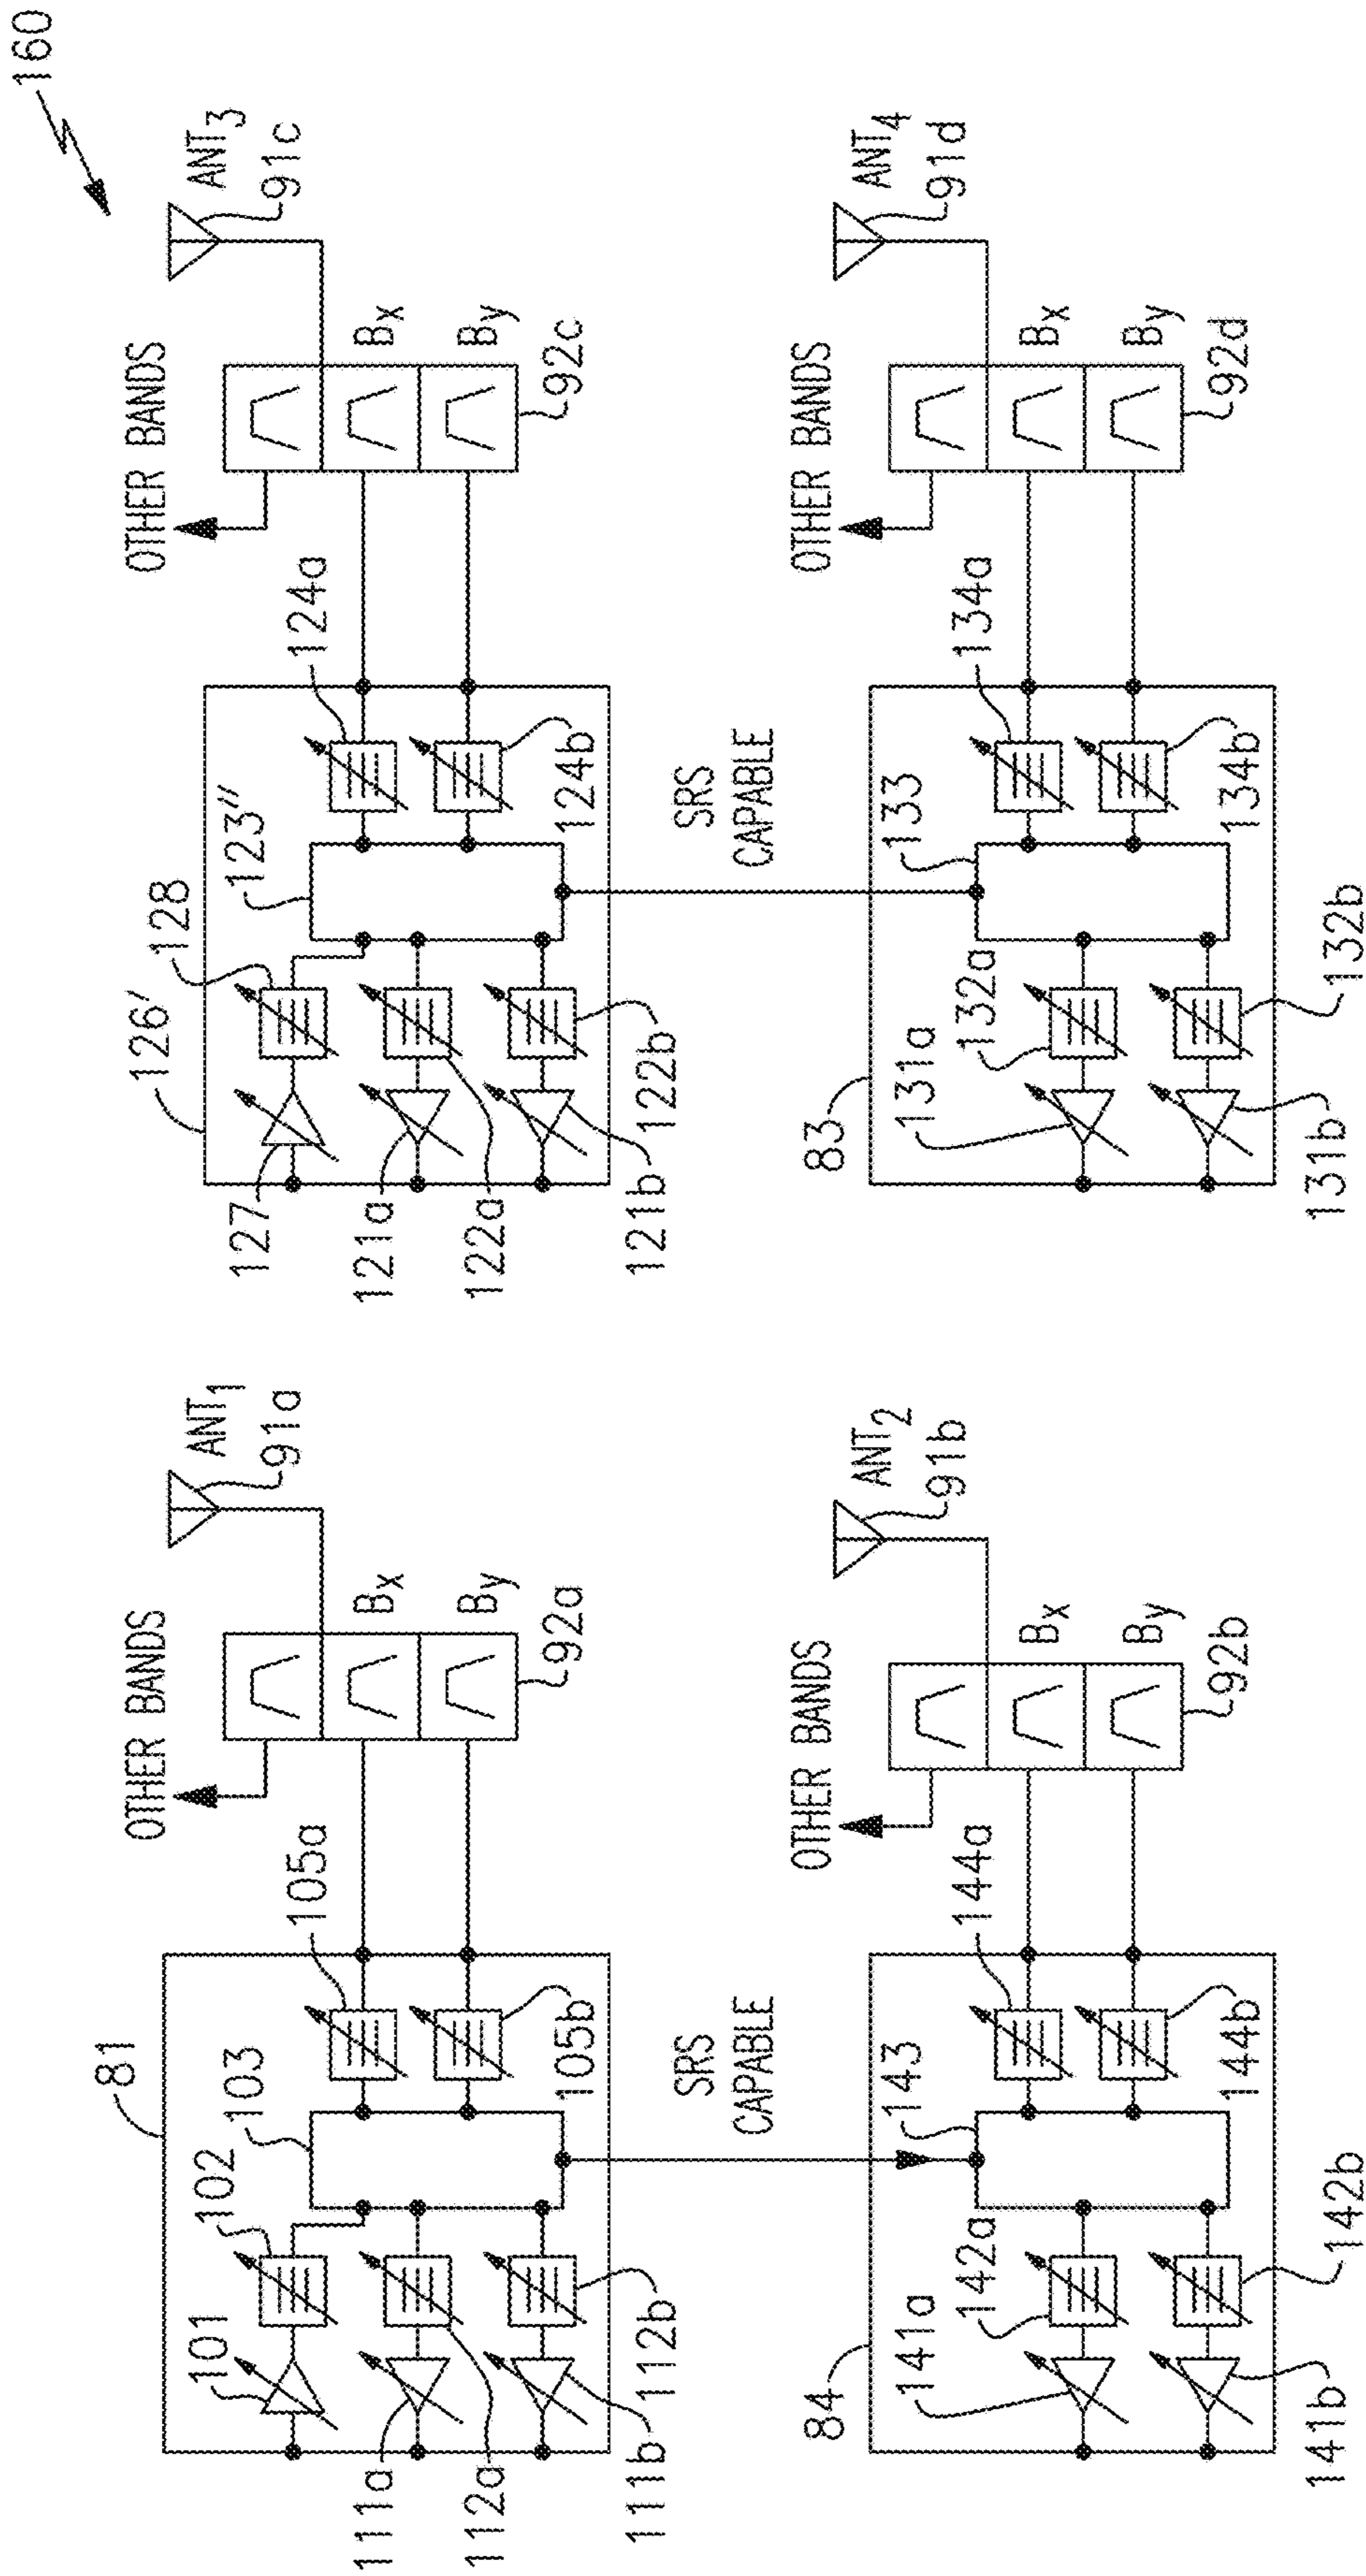 160
81
102
103
101
105a
105b
111a
112a
111b
112b
OTHER BANDS
ANT1
91a
Bx
By
92a
SRS
CAPABLE
84
141a
142a
143
144a
144b
141b
142b
OTHER BANDS
ANT2
91b
Bx
By
92b
126'
128
123"
127
124a
124b
121a
122a
121b
122b
OTHER BANDS
ANT3
91c
Bx
By
92c
SRS
CAPABLE
83
131a
132a
133
134a
134b
131b
132b
OTHER BANDS
ANT4
91d
Bx
By
92d